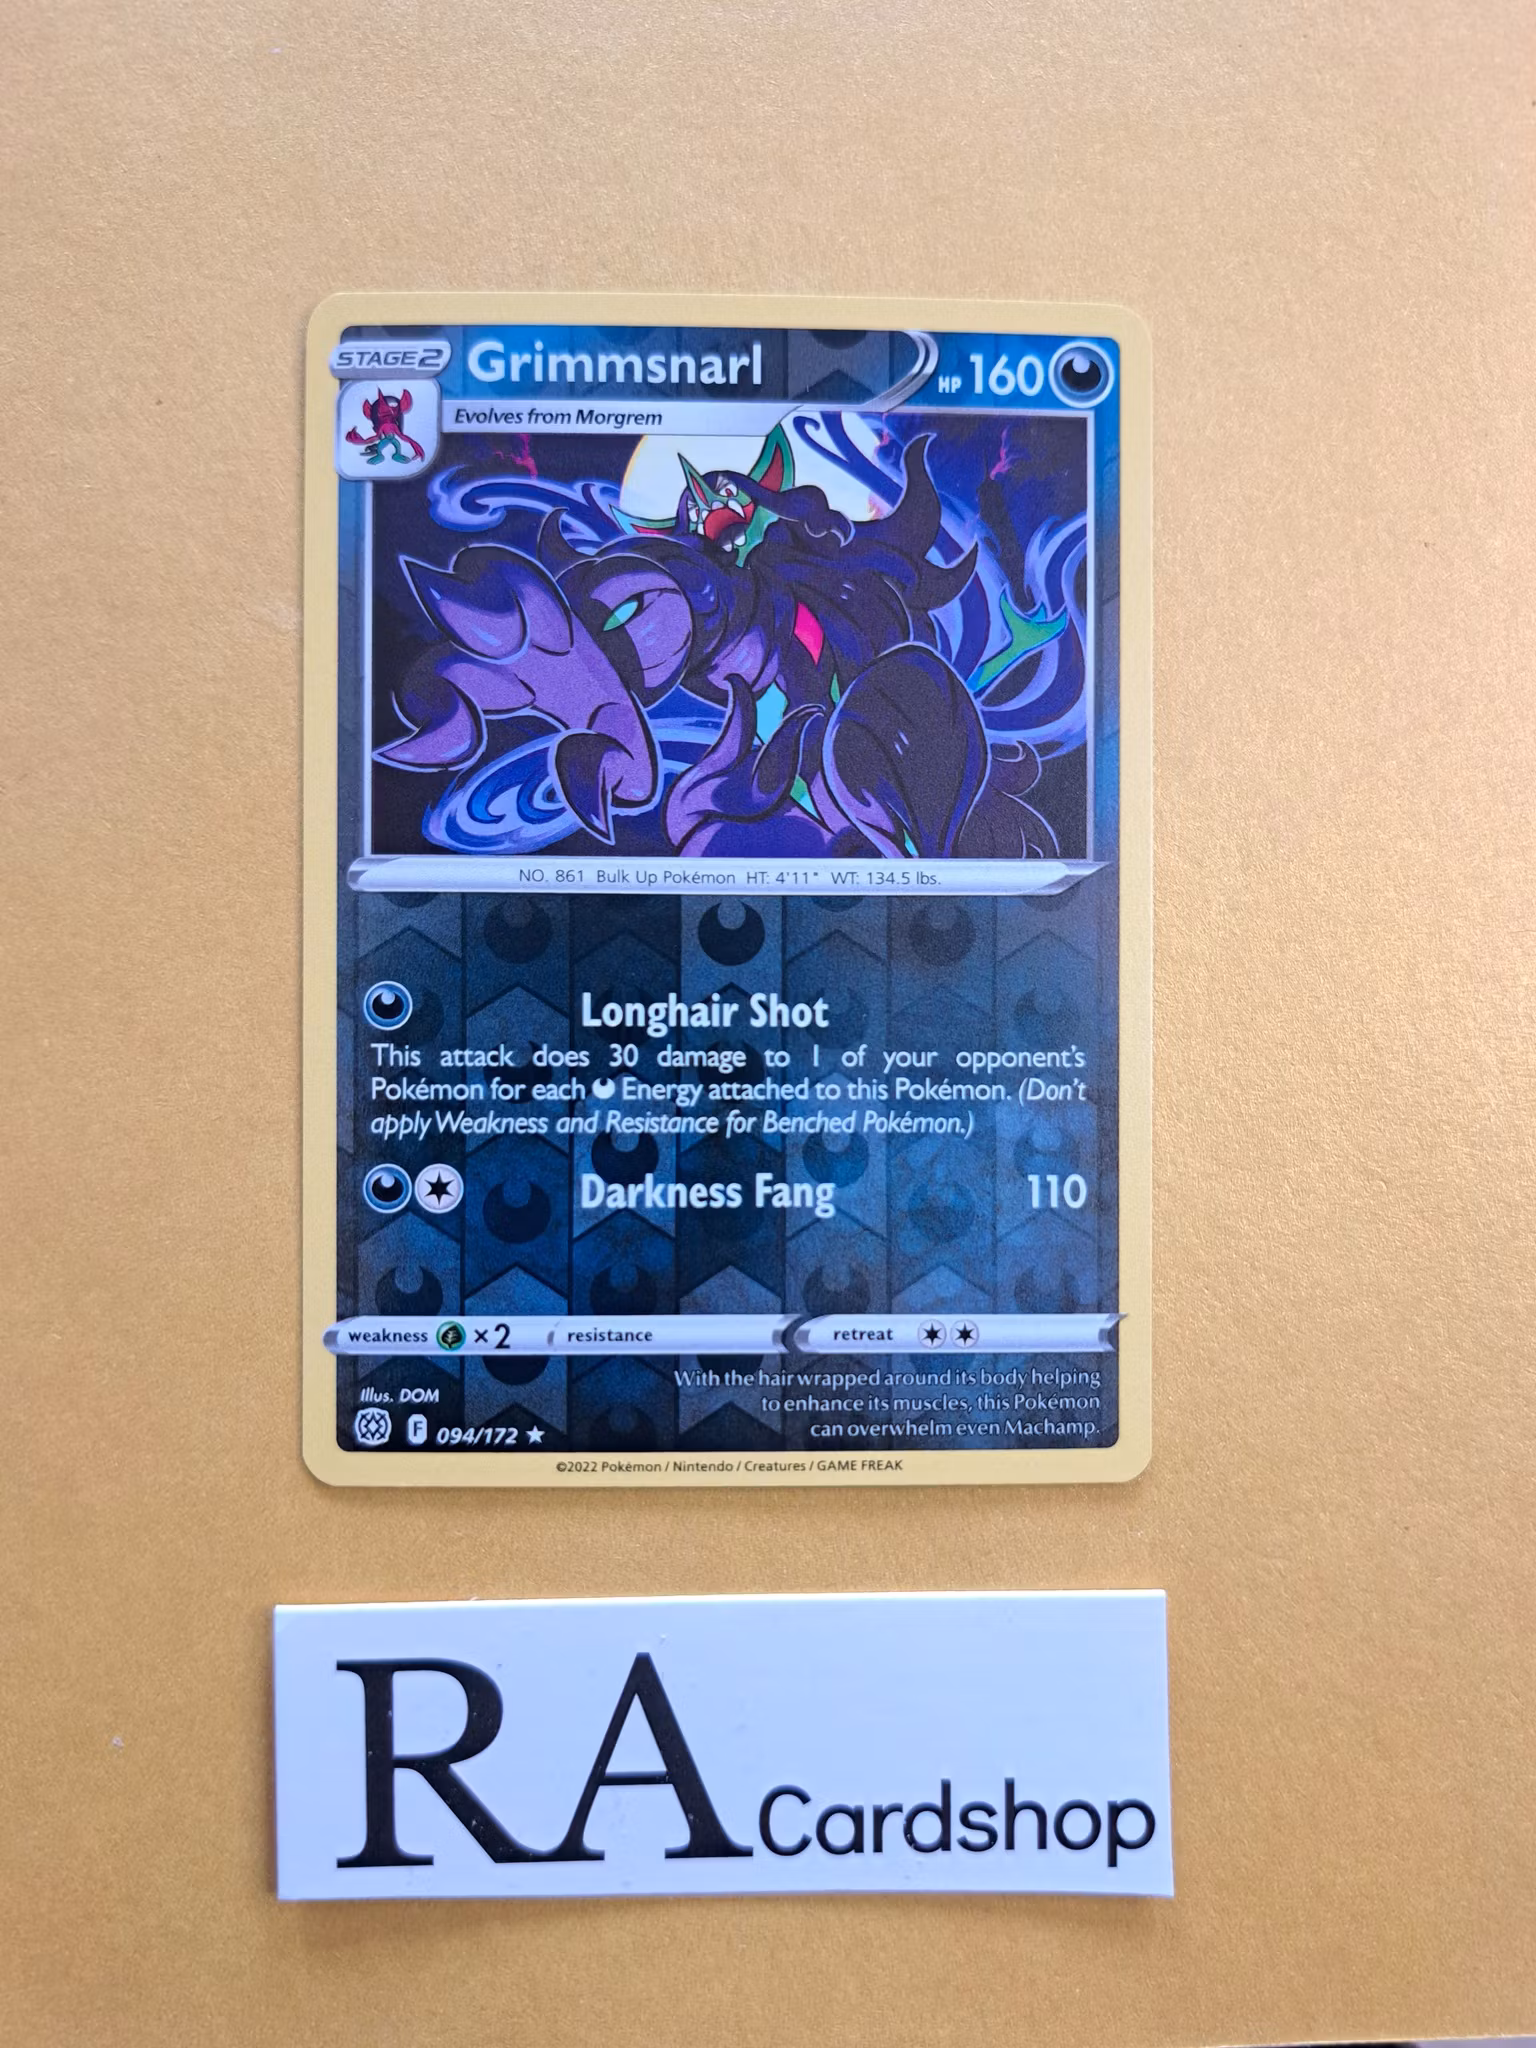 STAGE 2
Grimmsnarl
HP 160
Evolves from Morgrem
NO. 861 Bulk Up Pokémon HT: 4'11" WT: 134.5 lbs.
Longhair Shot
This attack does 30 damage to 1 of your opponent's
Pokémon for each Energy attached to this Pokémon. (Don't
apply Weakness and Resistance for Benched Pokémon.)
Darkness Fang 110
weakness ×2 resistance retreat
With the hair wrapped around its body helping
to enhance its muscles, this Pokémon
can overwhelm even Machamp.
Illus. DOM
F 094/172 ★
©2022 Pokémon / Nintendo / Creatures / GAME FREAK
RA Cardshop